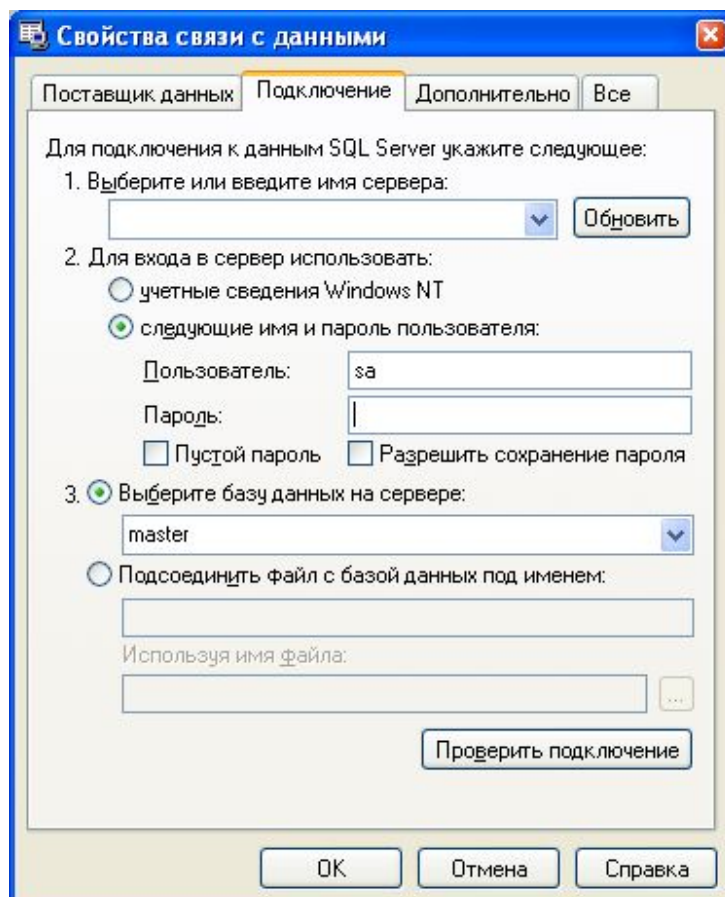 Свойства связи с данными
Поставщик данных Подключение Дополнительно Все
Для подключения к данным SQL Server укажите следующее:
1. Выберите или введите имя сервера:
Обновить
2. Для входа в сервер использовать:
учетные сведения Windows NT
следующие имя и пароль пользователя:
Пользователь: sa
Пароль:
Пустой пароль Разрешить сохранение пароля
3. Выберите базу данных на сервере:
master
Подсоединить файл с базой данных под именем:
Используя имя файла:
...
Проверить подключение
OK Отмена Справка